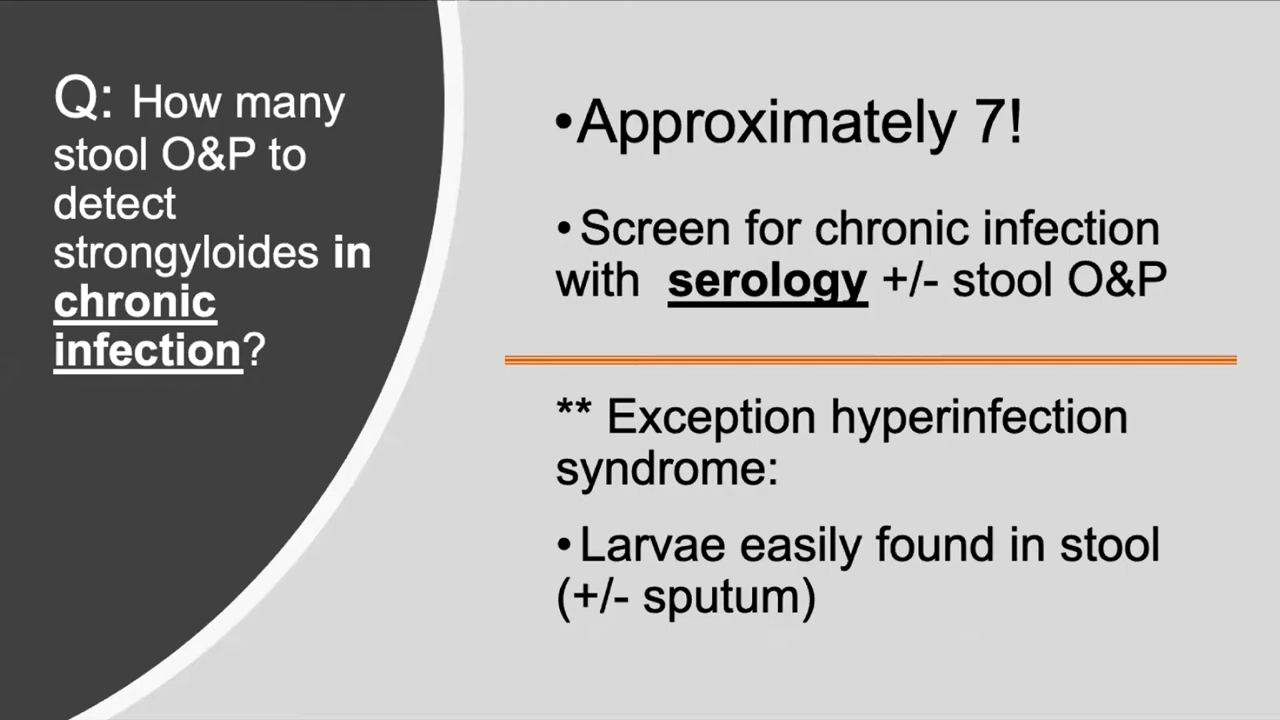 Q: How many
stool O&P to
detect
strongyloides in
chronic
infection?
•Approximately 7!
•Screen for chronic infection
with serology +/- stool O&P
** Exception hyperinfection
syndrome:
•Larvae easily found in stool
(+/- sputum)